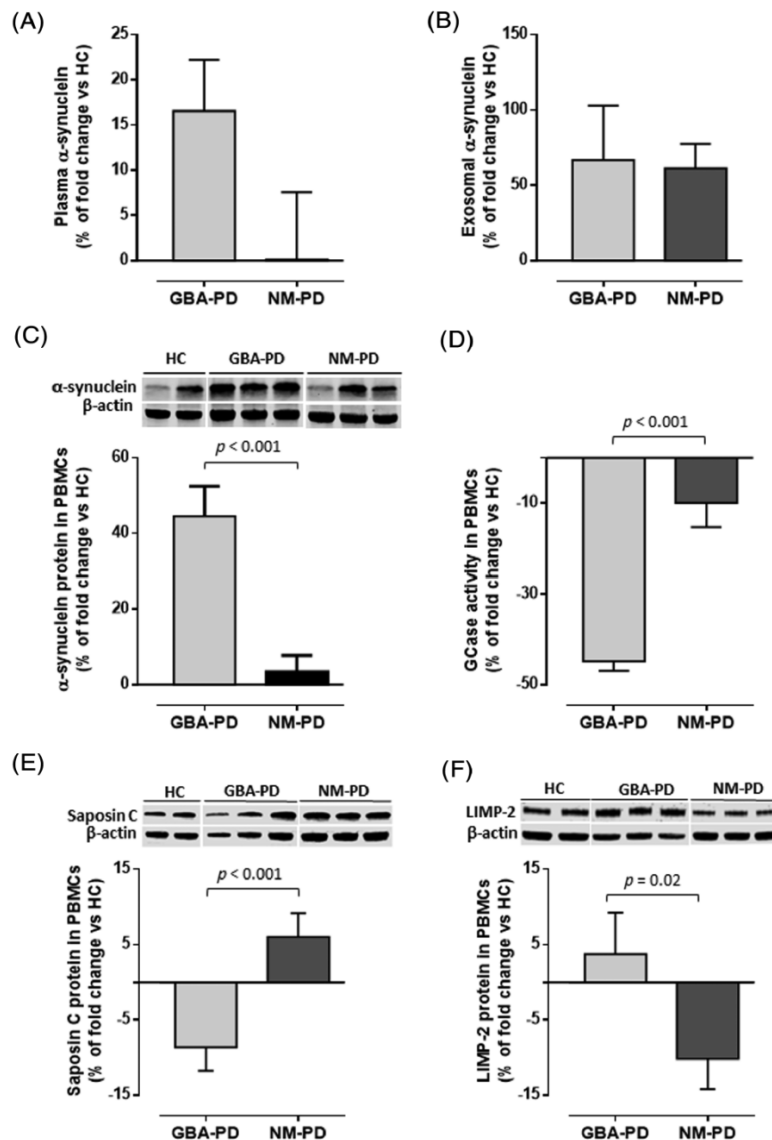 (A)
Plasma α-synuclein
(% of fold change vs HC)
25
20
15
10
5
0
GBA-PD NM-PD
(B)
Exosomal α-synuclein
(% of fold change vs HC)
150
100
50
0
GBA-PD NM-PD
(C)
HC GBA-PD NM-PD
α-synuclein
β-actin
p < 0.001
α-synuclein protein in PBMCs
(% of fold change vs HC)
60
40
20
0
GBA-PD NM-PD
(D)
p < 0.001
GCase activity in PBMCs
(% of fold change vs HC)
-10
-30
-50
GBA-PD NM-PD
(E)
HC GBA-PD NM-PD
Saposin C
β-actin
p < 0.001
Saposin C protein in PBMCs
(% of fold change vs HC)
15
5
-5
-15
GBA-PD NM-PD
(F)
HC GBA-PD NM-PD
LIMP-2
β-actin
p = 0.02
LIMP-2 protein in PBMCs
(% of fold change vs HC)
15
5
-5
-15
GBA-PD NM-PD